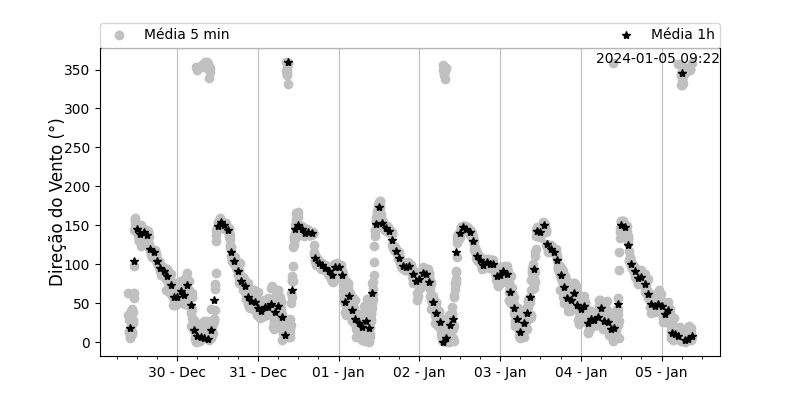 Média 5 min
Média 1h
2024-01-05 09:22
Direção do Vento (°)
350
300
250
200
150
100
50
0
30 - Dec
31 - Dec
01 - Jan
02 - Jan
03 - Jan
04 - Jan
05 - Jan